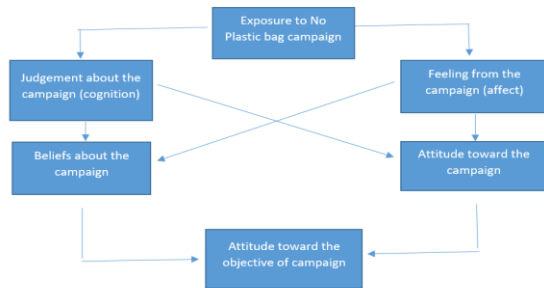 Exposure to No
Plastic bag campaign
Judgement about the
campaign (cognition)
Feeling from the
campaign (affect)
Beliefs about the
campaign
Attitude toward the
campaign
Attitude toward the
objective of campaign